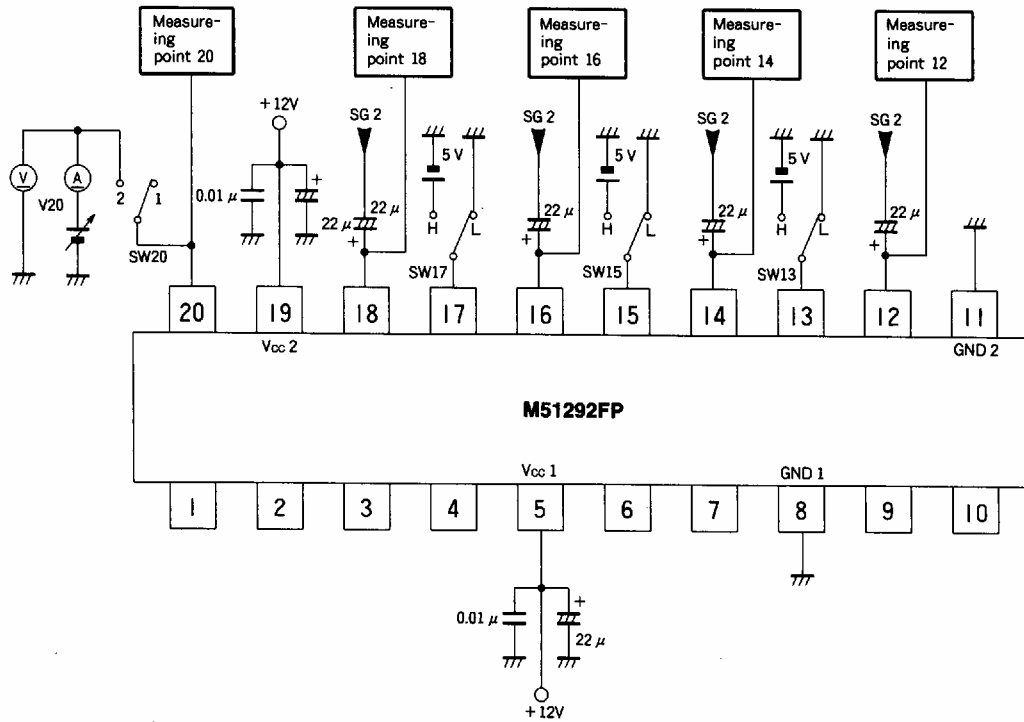 Measure-
ing
point 20
Measure-
ing
point 18
Measure-
ing
point 16
Measure-
ing
point 14
Measure-
ing
point 12
+12V
SG 2
SG 2
SG 2
SG 2
5 V
5 V
5 V
V
A
V20
2
1
SW20
0.01 μ
+
22 μ
22 μ
+
H
L
SW17
22 μ
+
H
L
SW15
22 μ
+
H
L
SW13
22 μ
+
20
19
18
17
16
15
14
13
12
11
Vcc 2
GND 2
M51292FP
Vcc 1
GND 1
1
2
3
4
5
6
7
8
9
10
0.01 μ
+
22 μ
+12V